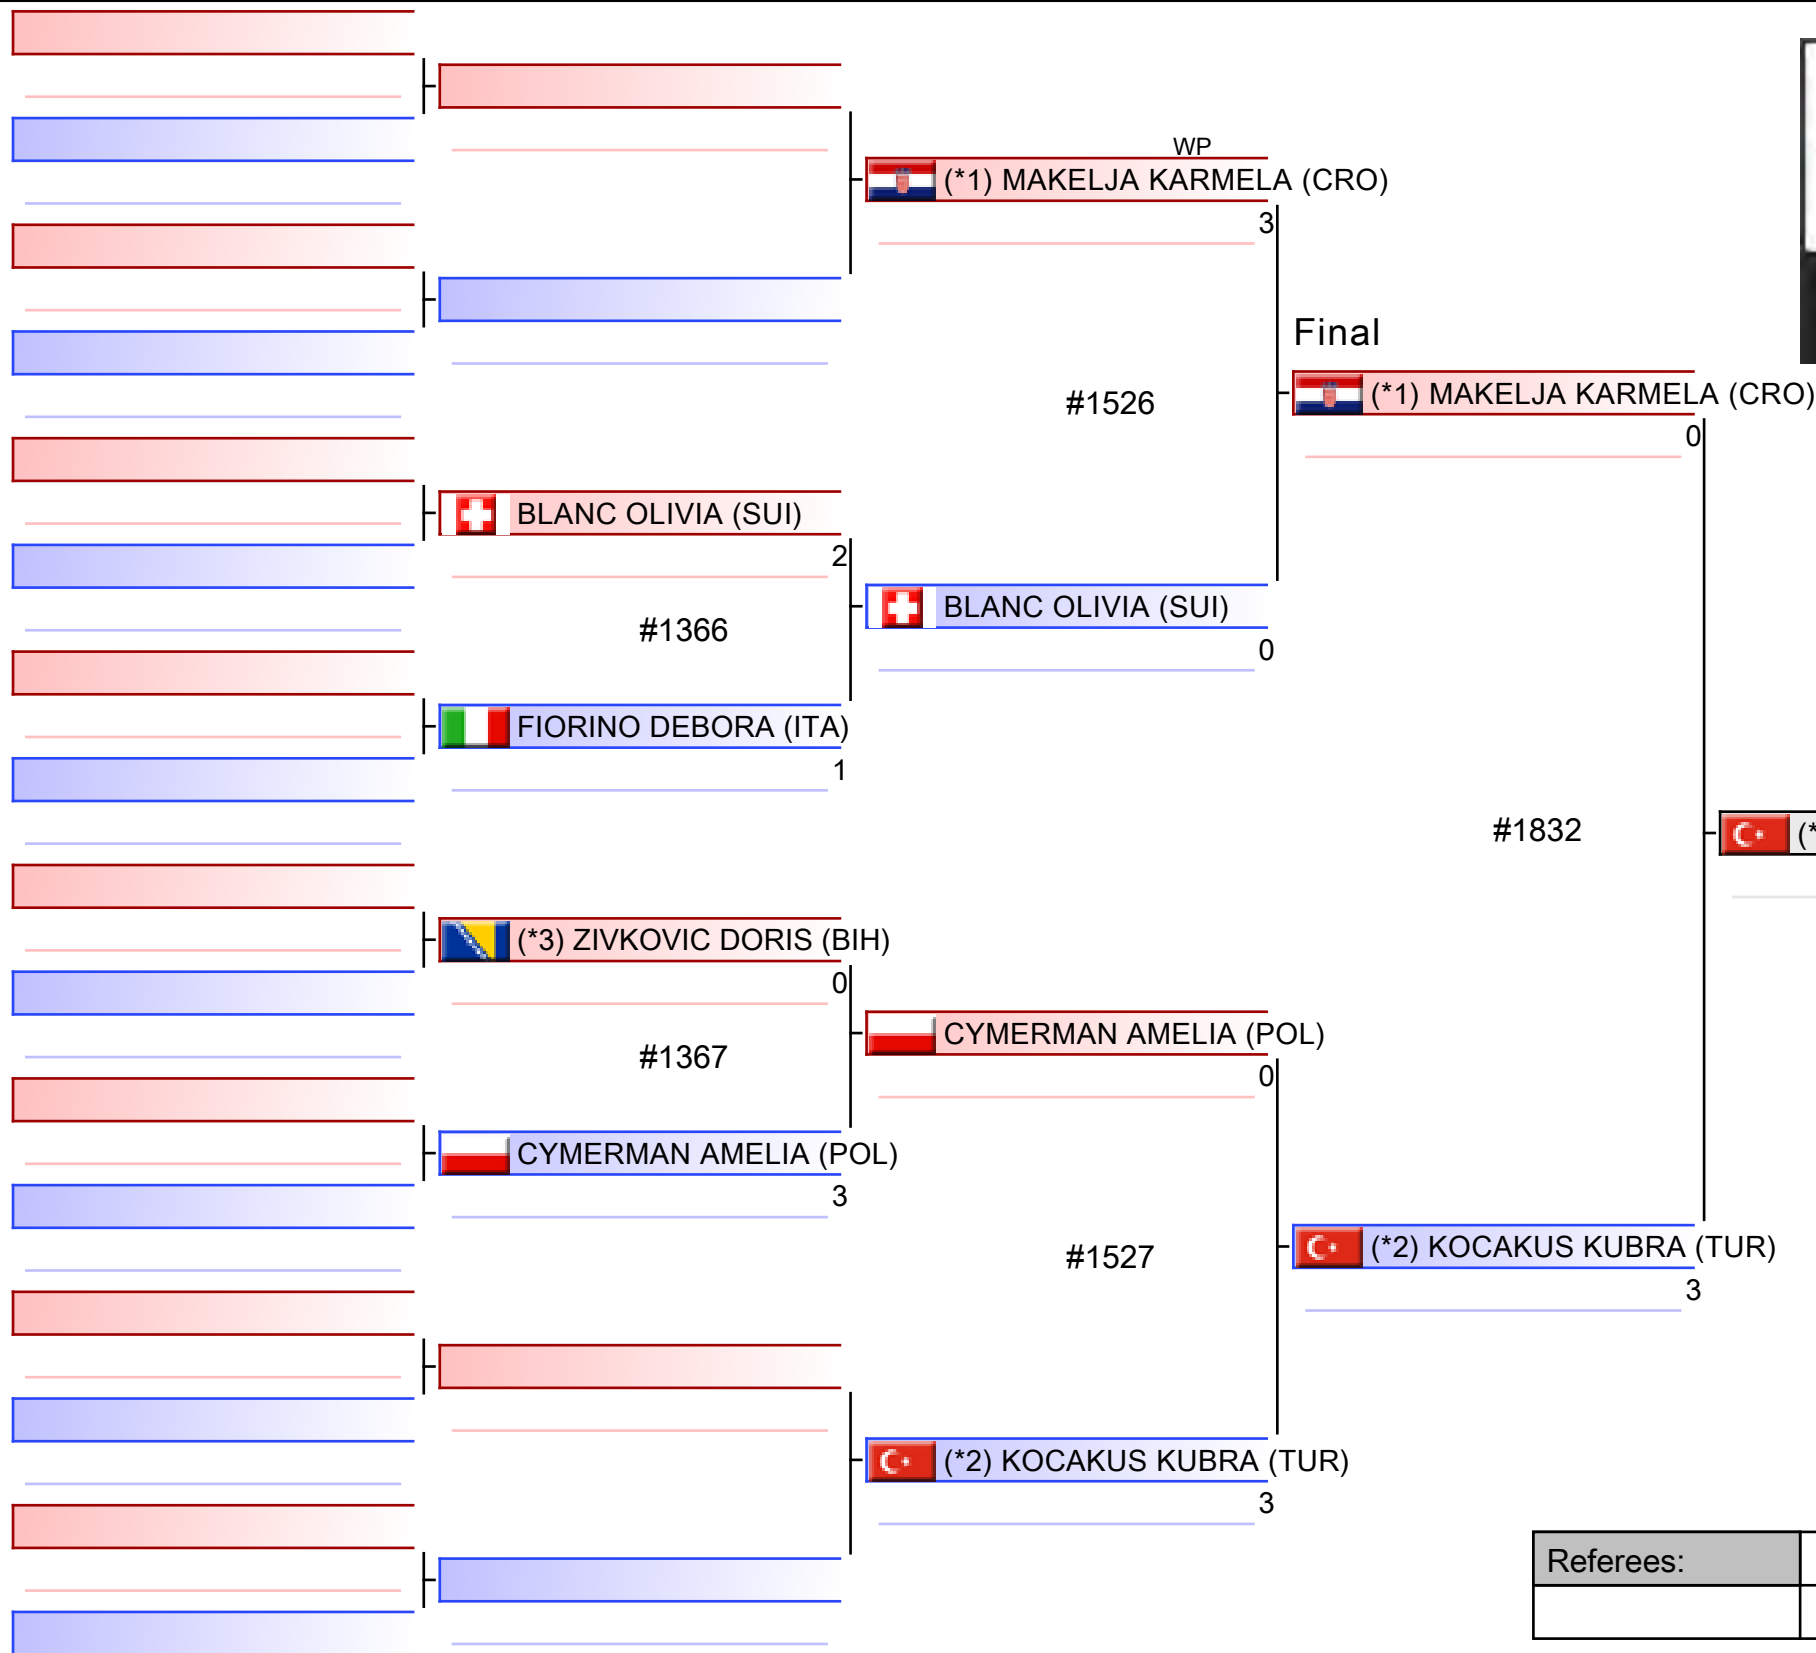 WP
(*1) MAKELJA KARMELA (CRO)
3
Final
(*1) MAKELJA KARMELA (CRO)
0
#1526
BLANC OLIVIA (SUI)
2
#1366
BLANC OLIVIA (SUI)
0
FIORINO DEBORA (ITA)
1
#1832
(*
(*3) ZIVKOVIC DORIS (BIH)
0
#1367
CYMERMAN AMELIA (POL)
0
CYMERMAN AMELIA (POL)
3
#1527
(*2) KOCAKUS KUBRA (TUR)
3
(*2) KOCAKUS KUBRA (TUR)
3
Referees: